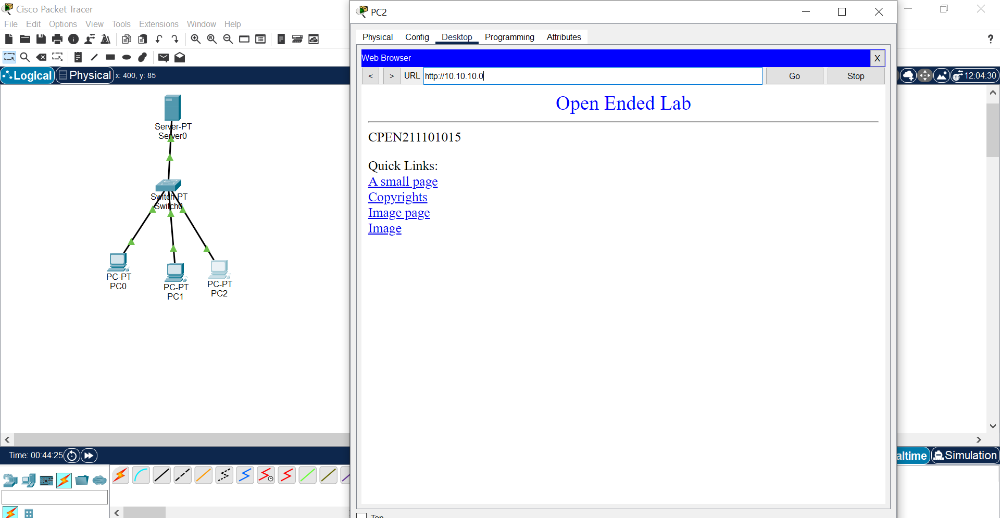 Cisco Packet Tracer
File Edit Options View Tools Extensions Window Help
?
Logical Physical x: 400, y: 85
12:04:30
Server-PT
Server0
Switch-PT
Switch0
PC-PT
PC0
PC-PT
PC1
PC-PT
PC2
Time: 00:44:25
altime Simulation
PC2
Physical Config Desktop Programming Attributes
Web Browser X
< > URL http://10.10.10.0 Go Stop
Open Ended Lab
CPEN211101015
Quick Links:
A small page
Copyrights
Image page
Image
Top